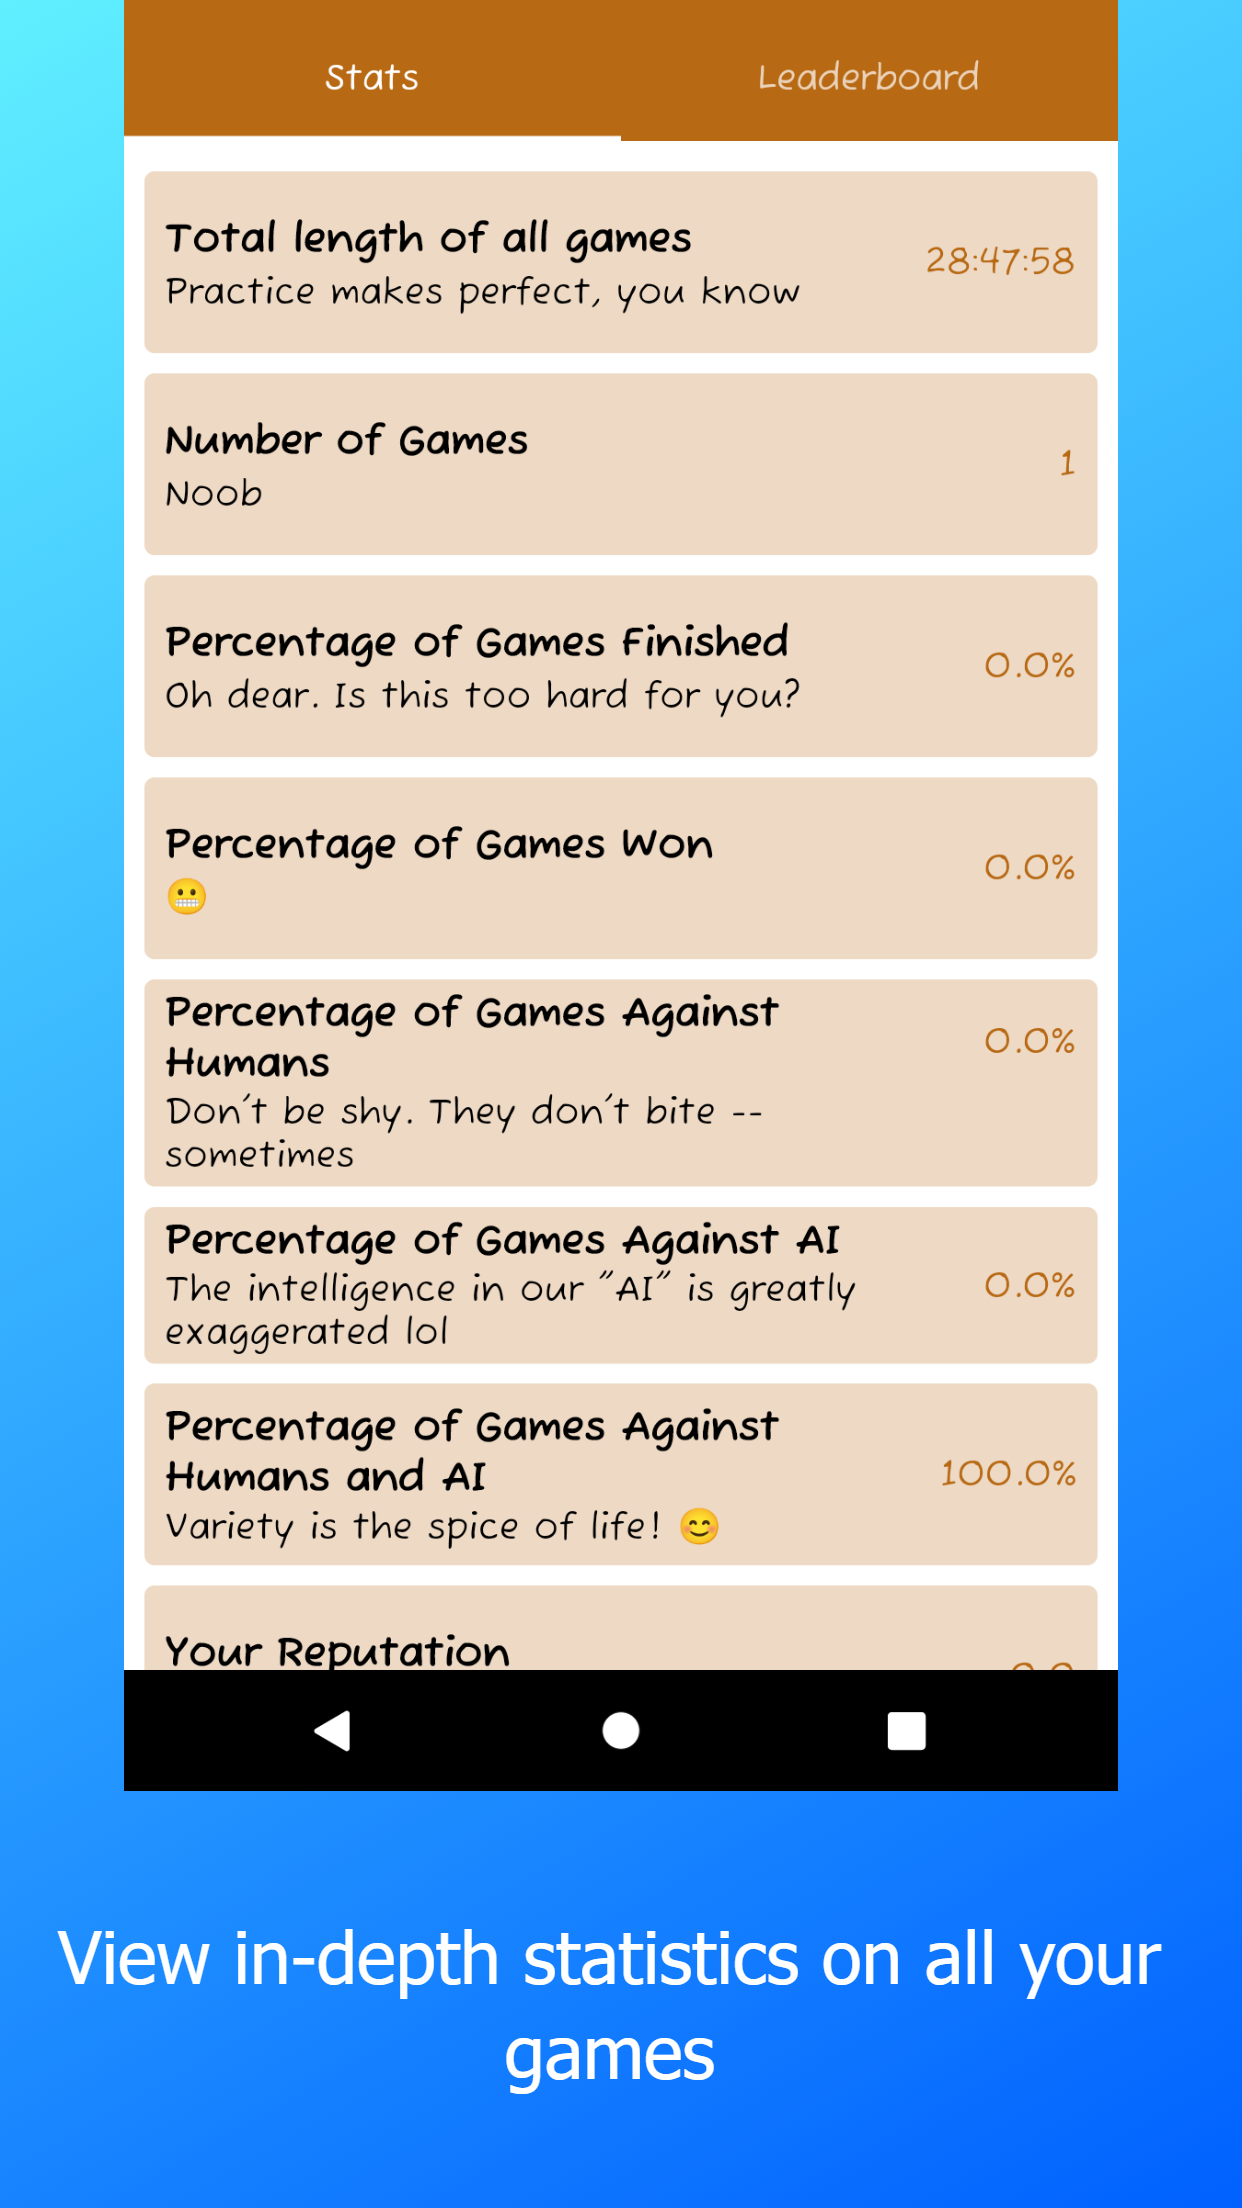 Stats
Leaderboard
Total length of all games
Practice makes perfect, you know
28:47:58
Number of Games
Noob
1
Percentage of Games Finished
Oh dear. Is this too hard for you?
0.0%
Percentage of Games Won
😬
0.0%
Percentage of Games Against
Humans
Don't be shy. They don't bite --
sometimes
0.0%
Percentage of Games Against AI
The intelligence in our "AI" is greatly
exaggerated lol
0.0%
Percentage of Games Against
Humans and AI
Variety is the spice of life! 😊
100.0%
Your Reputation
View in-depth statistics on all your
games